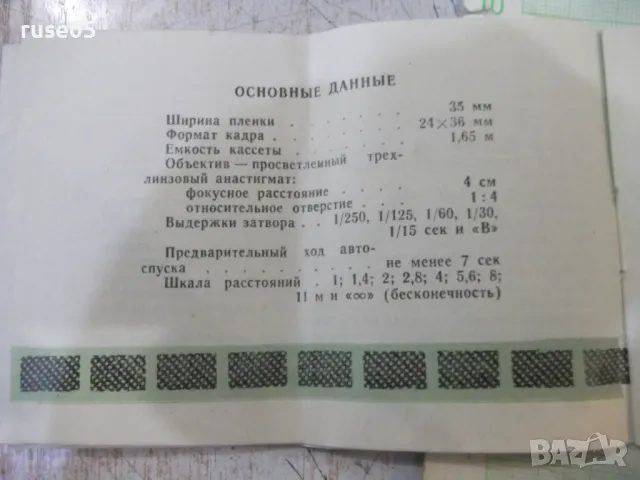 ruse03
ОСНОВНЫЕ ДАННЫЕ
Ширина пленки . . . . . . . 35 мм
Формат кадра . . . . . . . 24×36 мм
Емкость кассеты . . . . . . . 1,65 м
Объектив — просветленный трех-
линзовый анастигмат:
фокусное расстояние . . . . 4 см
относительное отверстие . . . 1 : 4
Выдержки затвора . . 1/250, 1/125, 1/60, 1/30,
1/15 сек и «В»
Предварительный ход авто-
спуска . . . . . . . . . не менее 7 сек
Шкала расстояний . 1; 1,4; 2; 2,8; 4; 5,6; 8;
11 м и «∞» (бесконечность)
BAZAR
bg